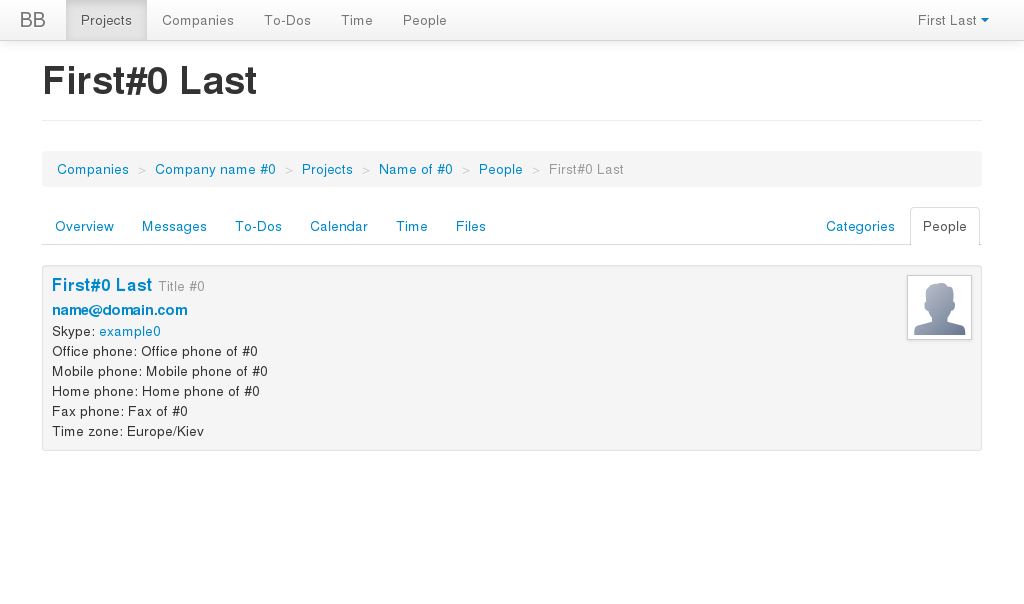 BB Projects Companies To-Dos Time People First Last
First#0 Last
Companies > Company name #0 > Projects > Name of #0 > People > First#0 Last
Overview Messages To-Dos Calendar Time Files Categories People
First#0 Last Title #0
name@domain.com
Skype: example0
Office phone: Office phone of #0
Mobile phone: Mobile phone of #0
Home phone: Home phone of #0
Fax phone: Fax of #0
Time zone: Europe/Kiev